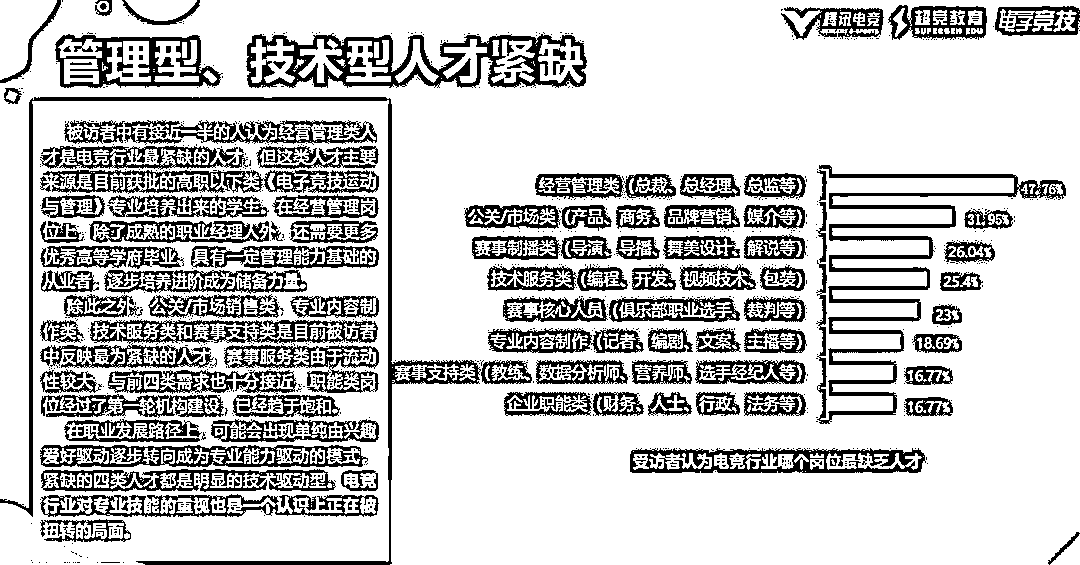 腾讯电竞
超竞教育
SUPERGEN EDU
电子竞技
管理型、技术型人才紧缺
被访者中有接近一半的人认为经营管理类人
才是电竞行业最紧缺的人才，但这类人才主要
来源是目前获批的高职以下类《电子竞技运动
与管理》专业培养出来的学生。在经营管理岗
位上，除了成熟的职业经理人外，还需要更多
优秀高等学府毕业、具有一定管理能力基础的
从业者，逐步培养进阶成为储备力量。
除此之外，公关/市场销售类、专业内容制
作类、技术服务类和赛事支持类是目前被访者
中反映最为紧缺的人才，赛事服务类由于流动
性较大，与前四类需求也十分接近，职能类岗
位经过了第一轮机构建设，已经趋于饱和。
在职业发展路径上，可能会出现单纯由兴趣
爱好驱动逐步转向成为专业能力驱动的模式，
紧缺的四类人才都是明显的技术驱动型，电竞
行业对专业技能的重视也是一个认识上正在被
扭转的局面。
经营管理类（总裁、总经理、总监等） 47.76%
公关/市场类（产品、商务、品牌营销、媒介等） 31.95%
赛事制播类（导演、导播、舞美设计、解说等） 26.04%
技术服务类（编程、开发、视频技术、包装） 25.4%
赛事核心人员（俱乐部职业选手、裁判等） 23%
专业内容制作（记者、编剧、文案、主播等） 18.69%
赛事支持类（教练、数据分析师、营养师、选手经纪人等） 16.77%
企业职能类（财务、人士、行政、法务等） 16.77%
受访者认为电竞行业哪个岗位最缺乏人才